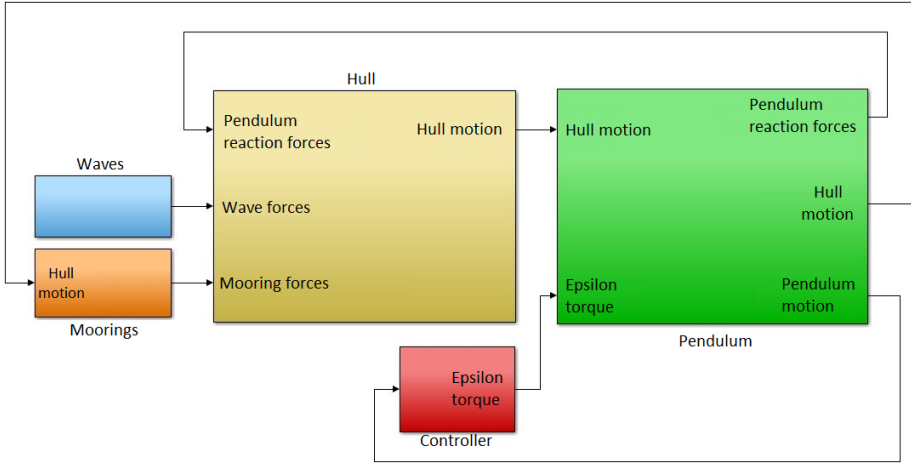 Hull
Pendulum
reaction forces
Hull motion
Wave forces
Mooring forces
Waves
Hull
motion
Moorings
Hull motion
Pendulum
reaction forces
Hull
motion
Epsilon
torque
Pendulum
motion
Pendulum
Epsilon
torque
Controller